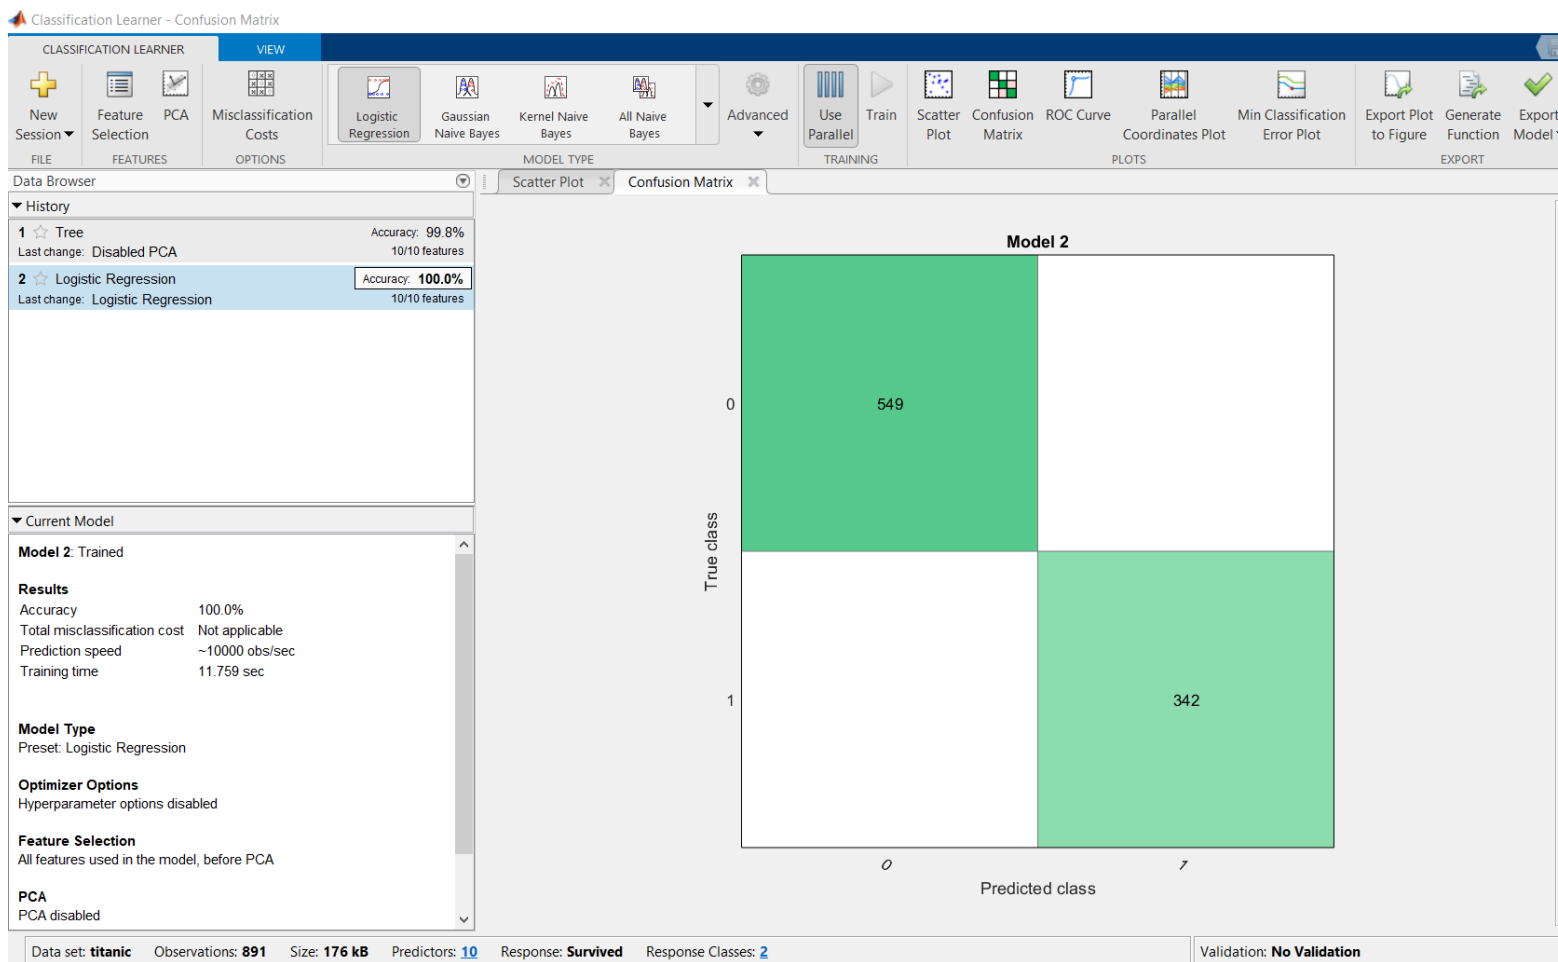 Classification Learner - Confusion Matrix
CLASSIFICATION LEARNER VIEW
New Session
Feature Selection
PCA
Misclassification Costs
Logistic Regression
Gaussian Naive Bayes
Kernel Naive Bayes
All Naive Bayes
Advanced
Use Parallel
Train
Scatter Plot
Confusion Matrix
ROC Curve
Parallel Coordinates Plot
Min Classification Error Plot
Export Plot to Figure
Generate Function
Export Model
FILE FEATURES OPTIONS MODEL TYPE TRAINING PLOTS EXPORT
Data Browser
History
1 Tree Accuracy: 99.8%
Last change: Disabled PCA 10/10 features
2 Logistic Regression Accuracy: 100.0%
Last change: Logistic Regression 10/10 features
Current Model
Model 2: Trained
Results
Accuracy 100.0%
Total misclassification cost Not applicable
Prediction speed ~10000 obs/sec
Training time 11.759 sec
Model Type
Preset: Logistic Regression
Optimizer Options
Hyperparameter options disabled
Feature Selection
All features used in the model, before PCA
PCA
PCA disabled
Scatter Plot Confusion Matrix
Model 2
True class
0
549
1
342
0 1
Predicted class
Data set: titanic Observations: 891 Size: 176 kB Predictors: 10 Response: Survived Response Classes: 2
Validation: No Validation